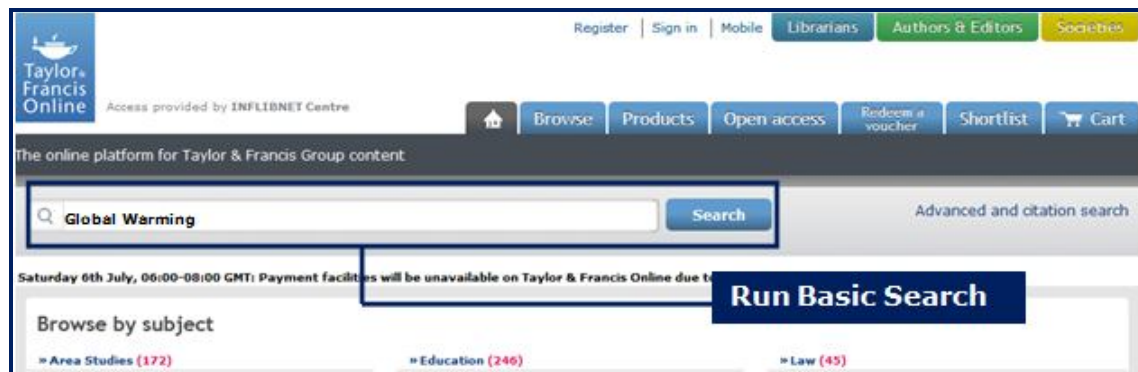 Register | Sign in | Mobile Librarians Authors & Editors Societies
Taylor & Francis Online
Access provided by INFLIBNET Centre
Browse Products Open access Redeem a voucher Shortlist Cart
The online platform for Taylor & Francis Group content
Global Warming Search Advanced and citation search
Saturday 6th July, 06:00-08:00 GMT: Payment facilities will be unavailable on Taylor & Francis Online due
Run Basic Search
Browse by subject
» Area Studies (172) » Education (246) » Law (45)